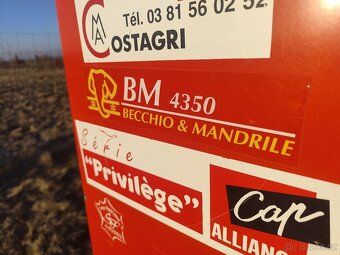 Tél. 03 81 56 02 52
COSTAGRI
BM 4350
BECCHIO & MANDRILE
Série
"Privilège"
Cap
ALLIANC